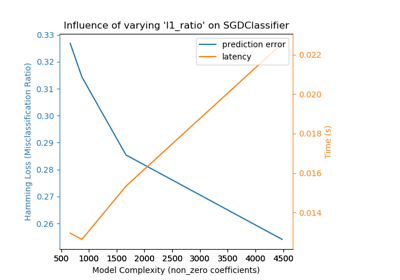 Influence of varying 'l1_ratio' on SGDClassifier
0.33
0.32
0.31
0.30
0.29
0.28
0.27
0.26
Hamming Loss (Misclassification Ratio)
prediction error
latency
0.022
0.020
0.018
0.016
0.014
Time (s)
500 1000 1500 2000 2500 3000 3500 4000 4500
Model Complexity (non_zero coefficients)